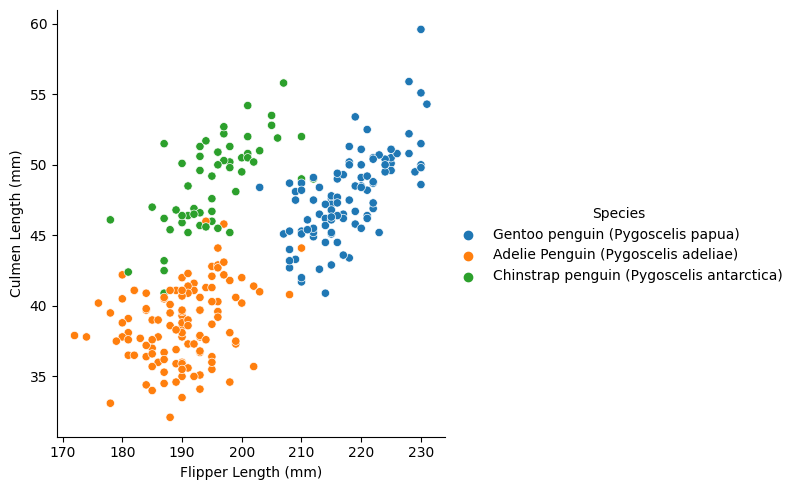 60
55
50
45
40
35
Culmen Length (mm)
170 180 190 200 210 220 230
Flipper Length (mm)
Species
Gentoo penguin (Pygoscelis papua)
Adelie Penguin (Pygoscelis adeliae)
Chinstrap penguin (Pygoscelis antarctica)